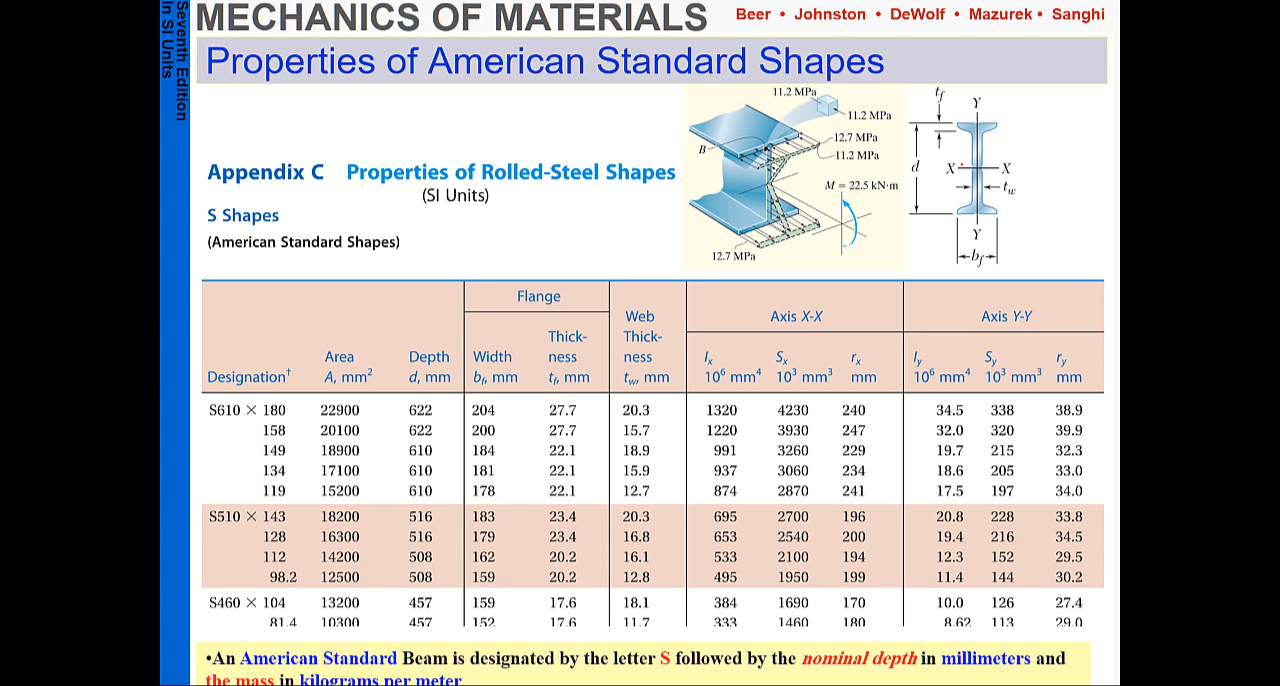 Seventh Edition
in SI Units
MECHANICS OF MATERIALS
Beer • Johnston • DeWolf • Mazurek • Sanghi
Properties of American Standard Shapes
11.2 MPa
11.2 MPa
12.7 MPa
11.2 MPa
B
M = 22.5 kN·m
12.7 MPa
tf
Y
d
X
X
tw
Y
bf
Appendix C Properties of Rolled-Steel Shapes
(SI Units)
S Shapes
(American Standard Shapes)
Flange
Web Thick-ness tw, mm
Axis X-X
Axis Y-Y
Designation† Area A, mm² Depth d, mm Width bf, mm Thick-ness tf, mm Ix 10⁶ mm⁴ Sx 10³ mm³ rx mm Iy 10⁶ mm⁴ Sy 10³ mm³ ry mm
S610 × 180 22900 622 204 27.7 20.3 1320 4230 240 34.5 338 38.9
158 20100 622 200 27.7 15.7 1220 3930 247 32.0 320 39.9
149 18900 610 184 22.1 18.9 991 3260 229 19.7 215 32.3
134 17100 610 181 22.1 15.9 937 3060 234 18.6 205 33.0
119 15200 610 178 22.1 12.7 874 2870 241 17.5 197 34.0
S510 × 143 18200 516 183 23.4 20.3 695 2700 196 20.8 228 33.8
128 16300 516 179 23.4 16.8 653 2540 200 19.4 216 34.5
112 14200 508 162 20.2 16.1 533 2100 194 12.3 152 29.5
98.2 12500 508 159 20.2 12.8 495 1950 199 11.4 144 30.2
S460 × 104 13200 457 159 17.6 18.1 384 1690 170 10.0 126 27.4
81.4 10300 457 152 17.6 11.7 333 1460 180 8.62 113 29.0
•An American Standard Beam is designated by the letter S followed by the nominal depth in millimeters and
the mass in kilograms per meter